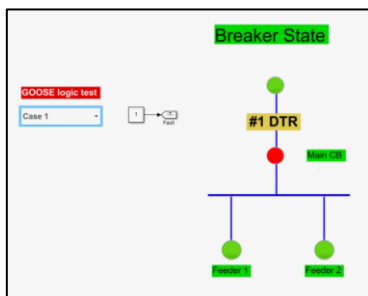 Breaker State
GOOSE logic test
Case 1
1
Fault
#1 DTR
Main CB
Feeder 1
Feeder 2